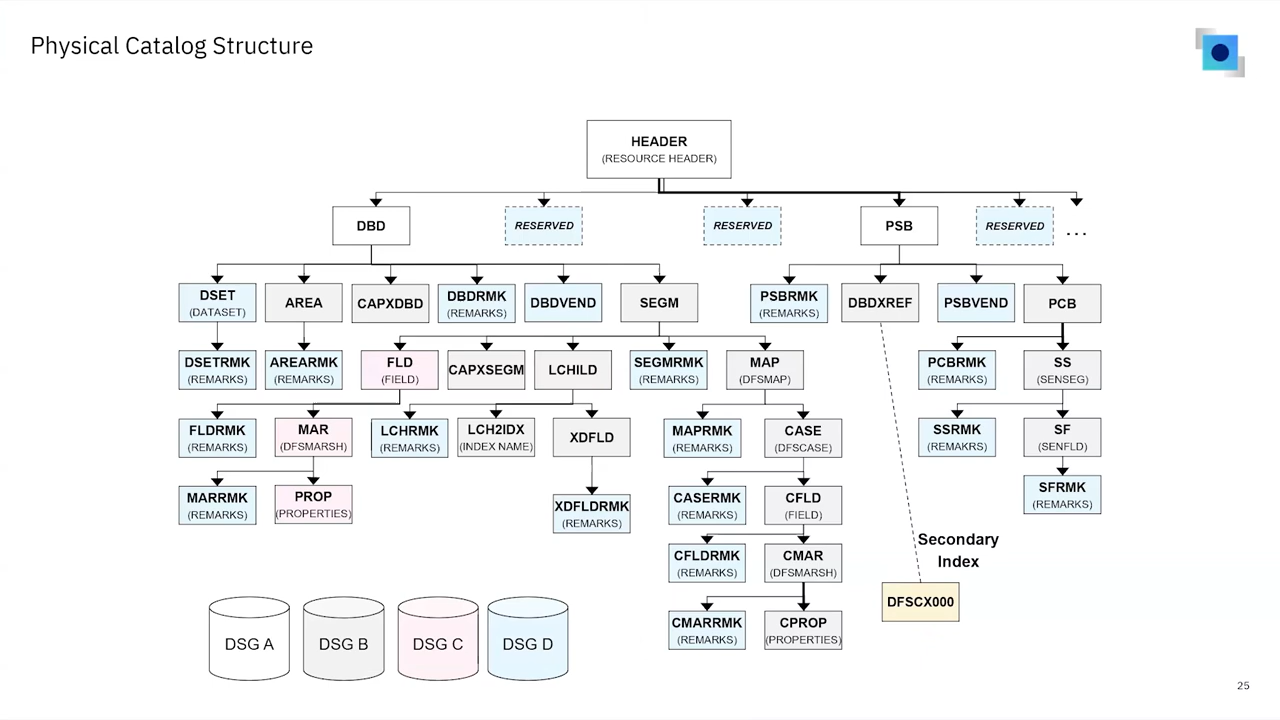 Physical Catalog Structure
HEADER
(RESOURCE HEADER)
DBD
RESERVED
RESERVED
PSB
RESERVED
...
DSET
(DATASET)
AREA
CAPXDBD
DBDRMK
(REMARKS)
DBDVEND
SEGM
PSBRMK
(REMARKS)
DBDXREF
PSBVEND
PCB
DSETRMK
(REMARKS)
AREARMK
(REMARKS)
FLD
(FIELD)
CAPXSEGM
LCHILD
SEGMRMK
(REMARKS)
MAP
(DFSMAP)
PCBRMK
(REMARKS)
SS
(SENSEG)
FLDRMK
(REMARKS)
MAR
(DFSMARSH)
LCHRMK
(REMARKS)
LCH2IDX
(INDEX NAME)
XDFLD
MAPRMK
(REMARKS)
CASE
(DFSCASE)
SSRMK
(REMAKRS)
SF
(SENFLD)
MARRMK
(REMARKS)
PROP
(PROPERTIES)
XDFLDRMK
(REMARKS)
CASERMK
(REMARKS)
CFLD
(FIELD)
SFRMK
(REMARKS)
CFLDRMK
(REMARKS)
CMAR
(DFSMARSH)
Secondary
Index
CMARRMK
(REMARKS)
CPROP
(PROPERTIES)
DFSCX000
DSG A
DSG B
DSG C
DSG D
25